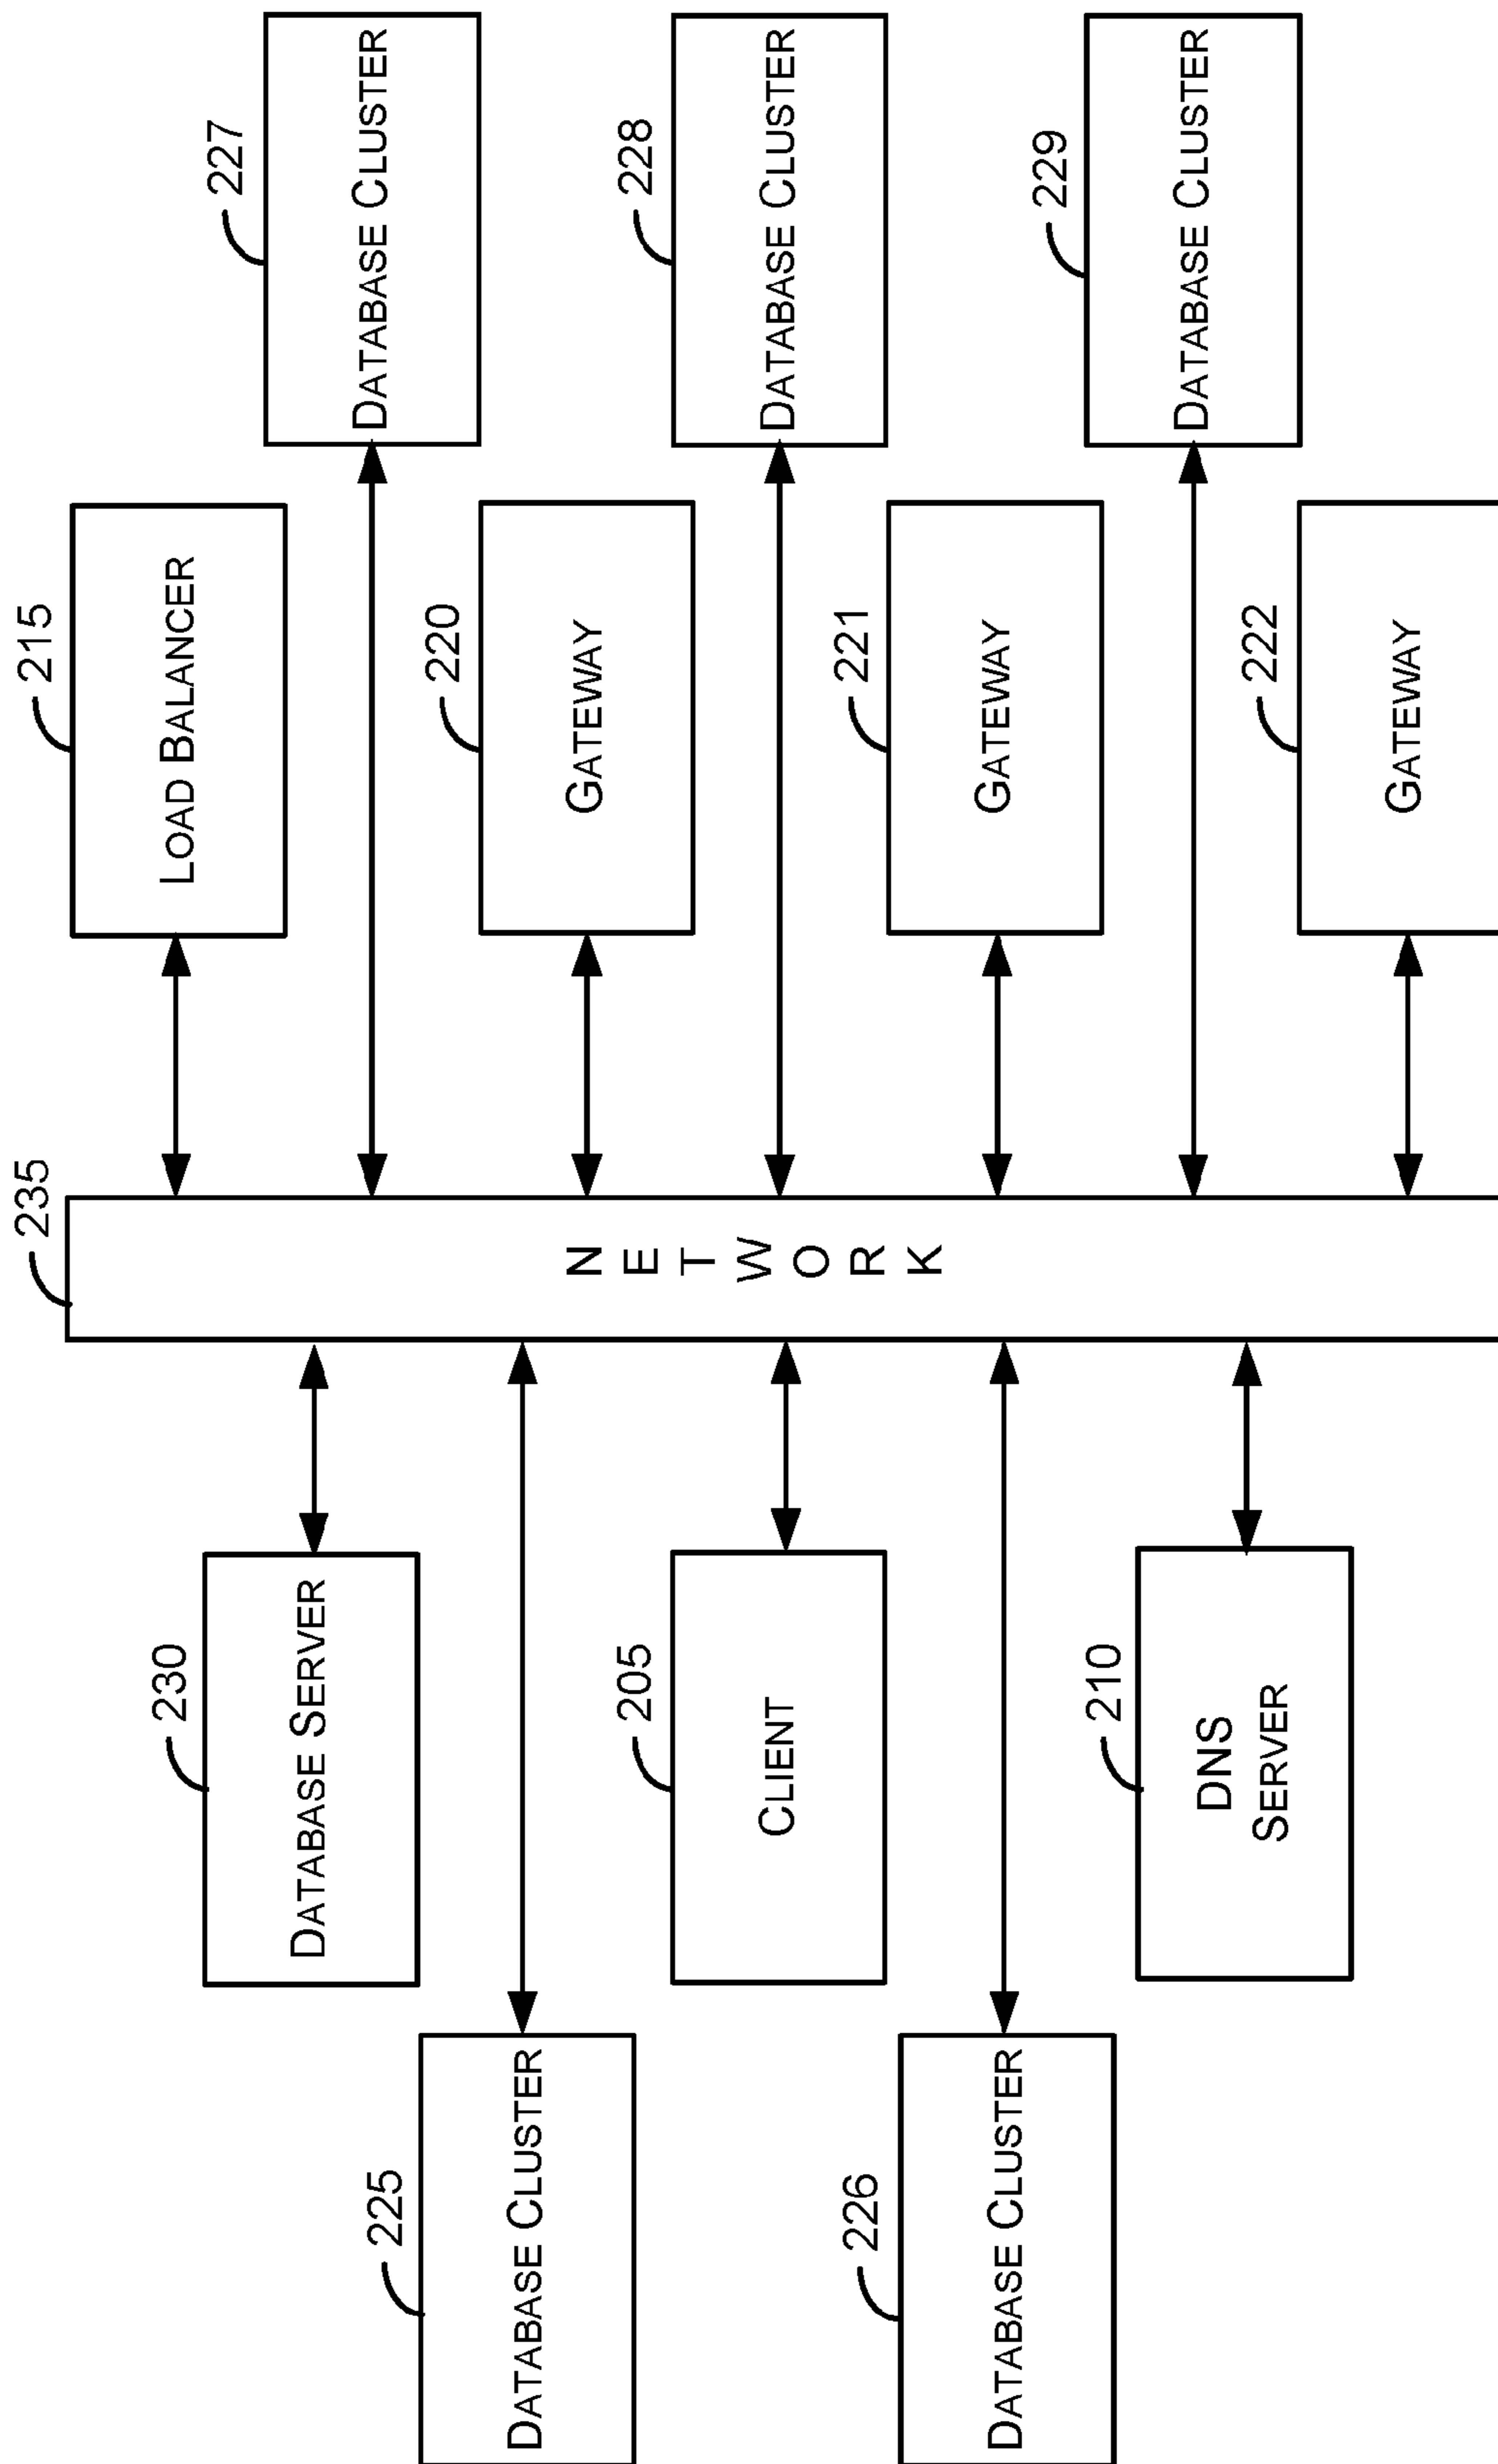 235
NETWORK
230
DATABASE SERVER
215
LOAD BALANCER
225
DATABASE CLUSTER
227
DATABASE CLUSTER
205
CLIENT
220
GATEWAY
226
DATABASE CLUSTER
228
DATABASE CLUSTER
210
DNS
SERVER
221
GATEWAY
229
DATABASE CLUSTER
222
GATEWAY